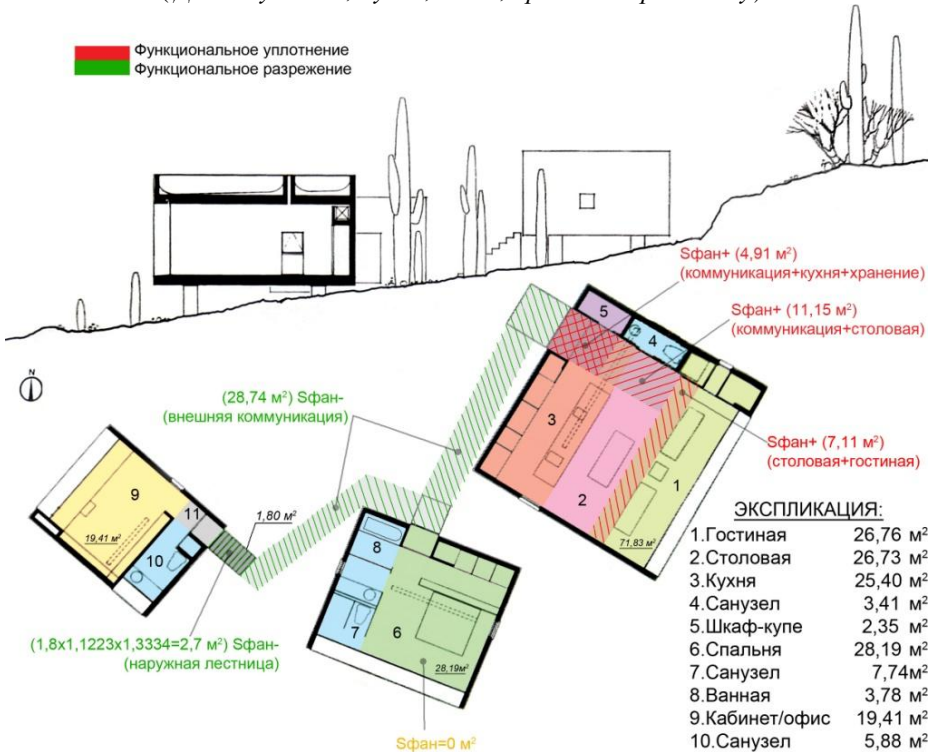 Функциональное уплотнение
Функциональное разрежение
Sфан+ (4,91 м²)
(коммуникация+кухня+хранение)
Sфан+ (11,15 м²)
(коммуникация+столовая)
(28,74 м²) Sфан-
(внешняя коммуникация)
Sфан+ (7,11 м²)
(столовая+гостиная)
5
4
3
2
1
71,83 м²
9
19,41 м²
11
10
1,80 м²
8
7
6
28,19 м²
(1,8х1,1223х1,3334=2,7 м²) Sфан-
(наружная лестница)
Sфан=0 м²
ЭКСПЛИКАЦИЯ:
1.Гостиная 26,76 м²
2.Столовая 26,73 м²
3.Кухня 25,40 м²
4.Санузел 3,41 м²
5.Шкаф-купе 2,35 м²
6.Спальня 28,19 м²
7.Санузел 7,74м²
8.Ванная 3,78 м²
9.Кабинет/офис 19,41 м²
10.Санузел 5,88 м²